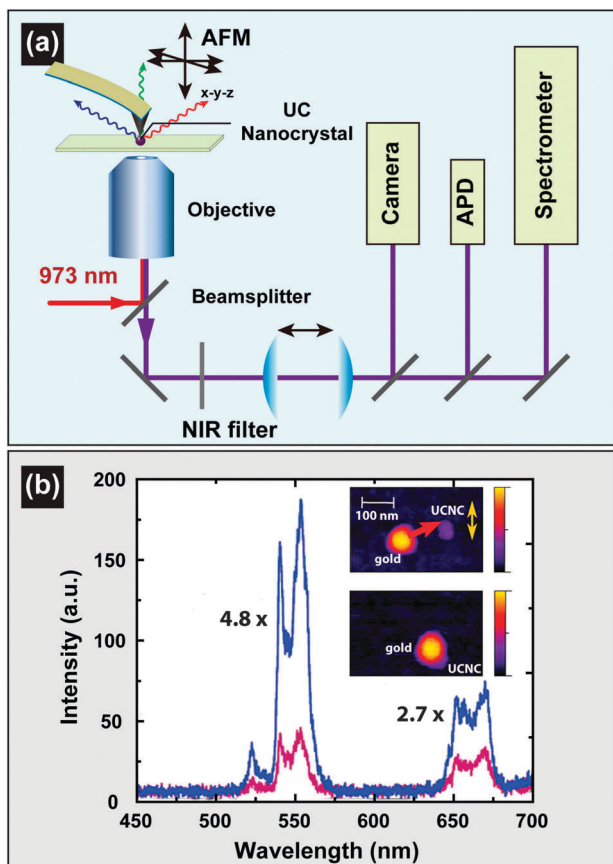 (a)
AFM
x-y-z
UC
Nanocrystal
Objective
973 nm
Beamsplitter
NIR filter
Camera
APD
Spectrometer
(b)
200
150
100
50
0
Intensity (a.u.)
4.8 x
2.7 x
100 nm
UCNC
gold
gold
UCNC
450 500 550 600 650 700
Wavelength (nm)